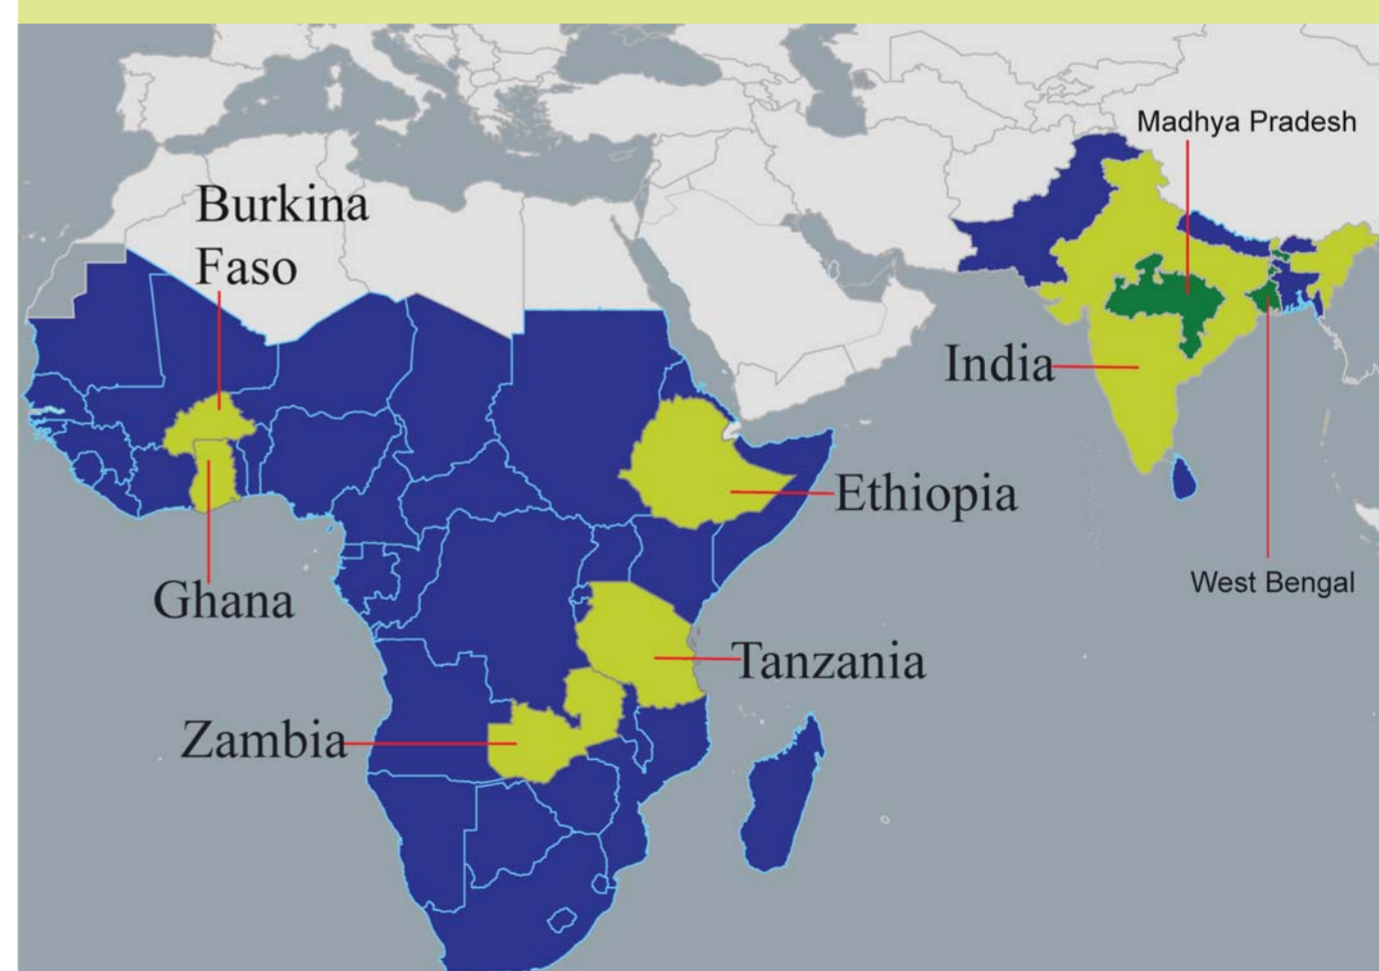 Madhya Pradesh
Burkina
Faso
India
Ethiopia
West Bengal
Ghana
Tanzania
Zambia